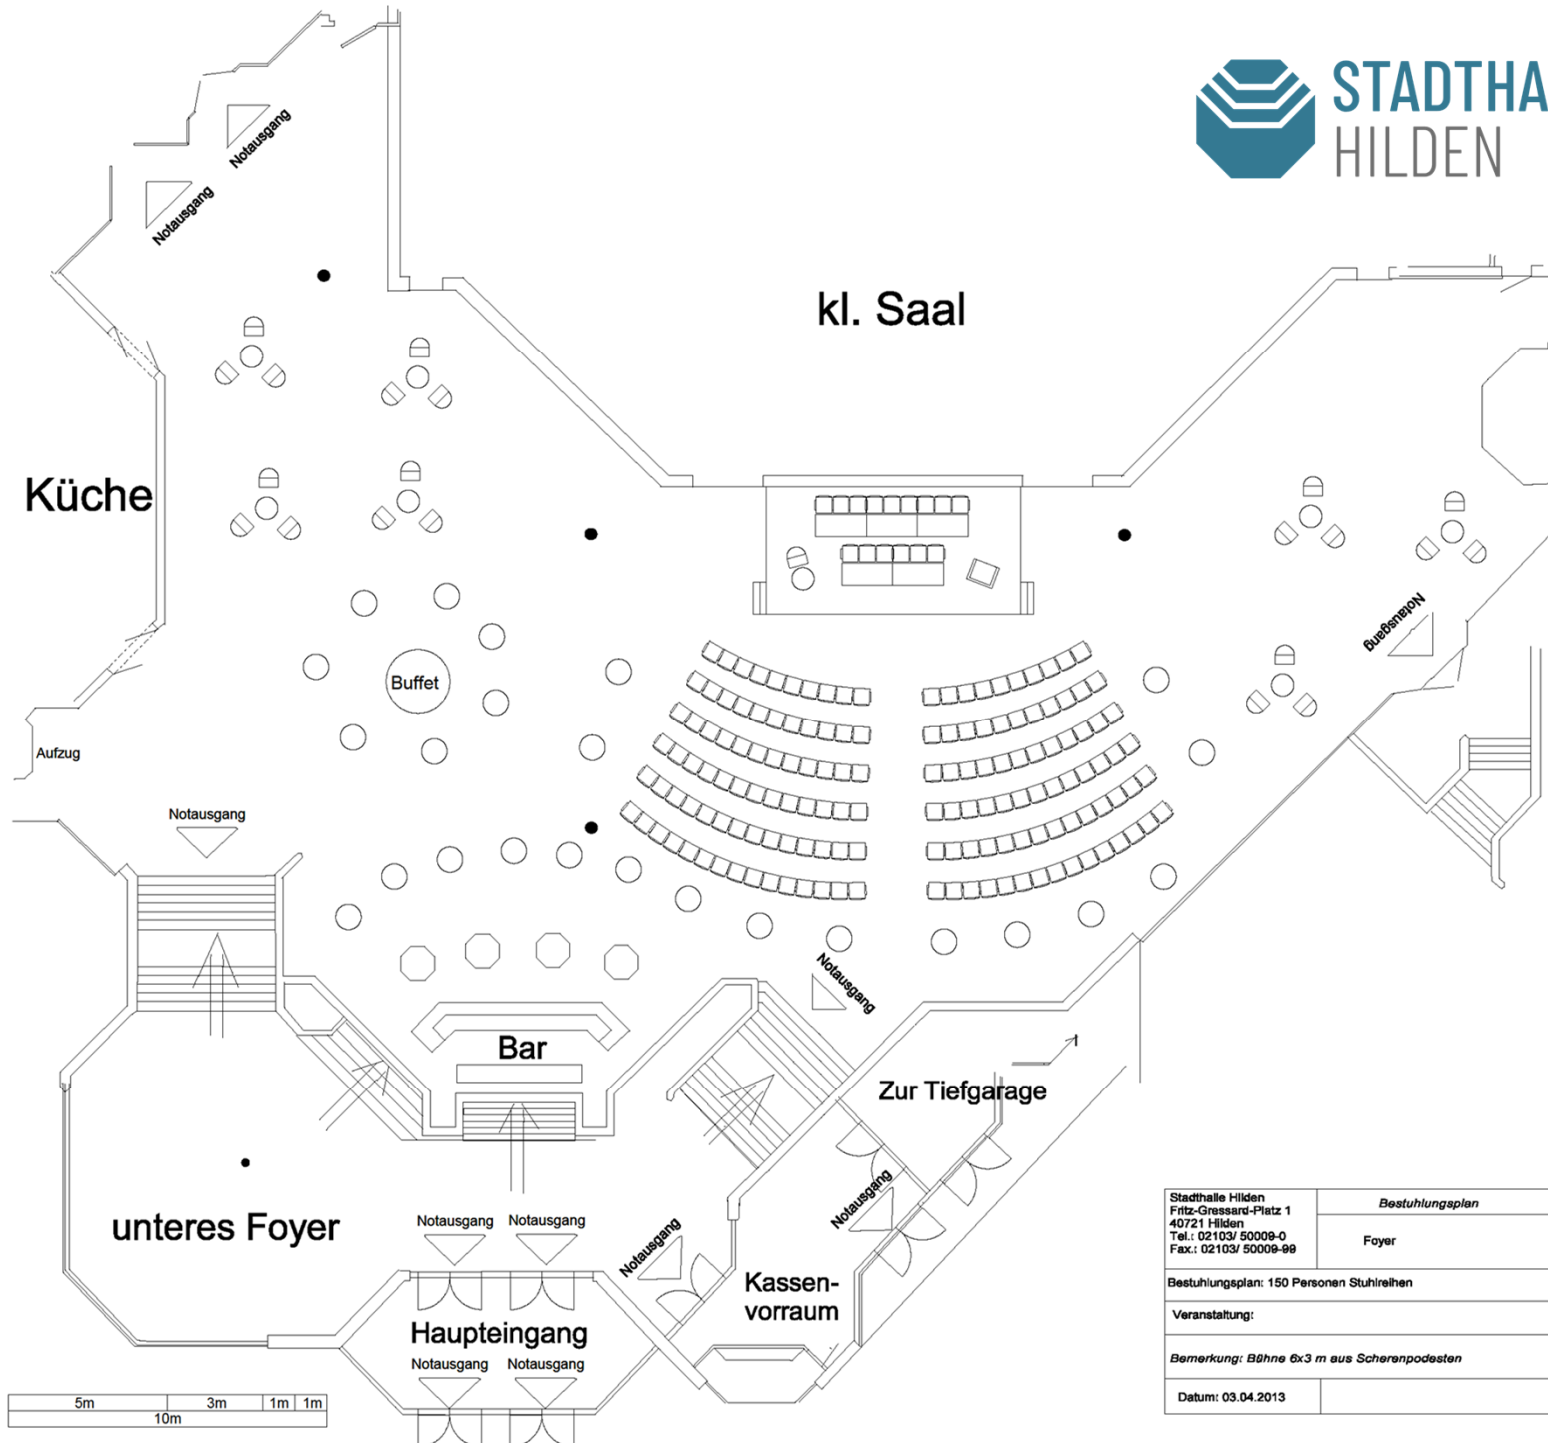 STADTHA
HILDEN
Notausgang
Notausgang
kl. Saal
Küche
Notausgang
Buffet
Aufzug
Notausgang
Notausgang
Bar
Zur Tiefgarage
Notausgang
unteres Foyer
Notausgang
Notausgang
Notausgang
Kassen-
vorraum
Haupteingang
Notausgang
Notausgang
5m
3m
1m
1m
10m
Stadthalle Hilden
Fritz-Gressard-Platz 1
40721 Hilden
Tel.: 02103/ 50009-0
Fax.: 02103/ 50009-99
Bestuhlungsplan
Foyer
Bestuhlungsplan: 150 Personen Stuhlreihen
Veranstaltung:
Bemerkung: Bühne 6x3 m aus Scherenpodesten
Datum: 03.04.2013